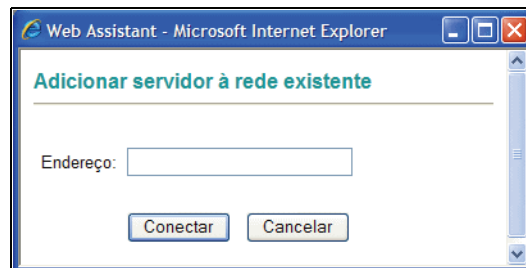 Web Assistant - Microsoft Internet Explorer
Adicionar servidor à rede existente
Endereço:
Conectar Cancelar